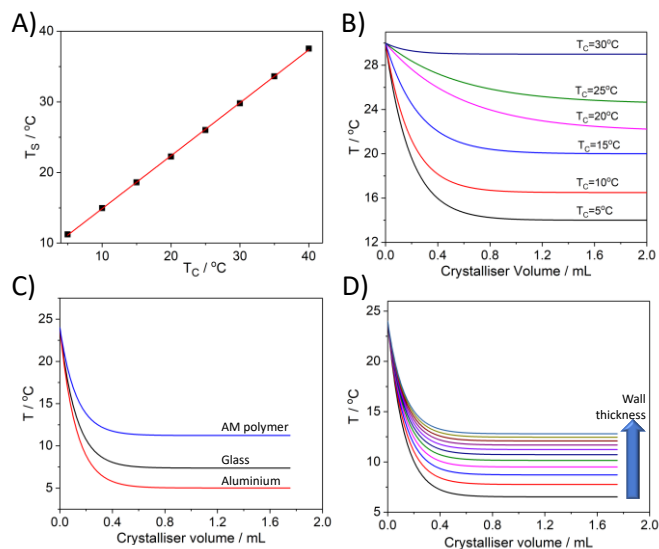 A)
40
30
20
10
T_S / °C
10
20
30
40
T_C / °C
B)
28
24
20
16
12
T / °C
T_C=30°C
T_C=25°C
T_C=20°C
T_C=15°C
T_C=10°C
T_C=5°C
0.0
0.4
0.8
1.2
1.6
2.0
Crystalliser Volume / mL
C)
25
20
15
10
5
T / °C
AM polymer
Glass
Aluminium
0.0
0.4
0.8
1.2
1.6
2.0
Crystalliser volume / mL
D)
25
20
15
10
5
T / °C
Wall
thickness
0.0
0.4
0.8
1.2
1.6
2.0
Crystalliser volume / mL